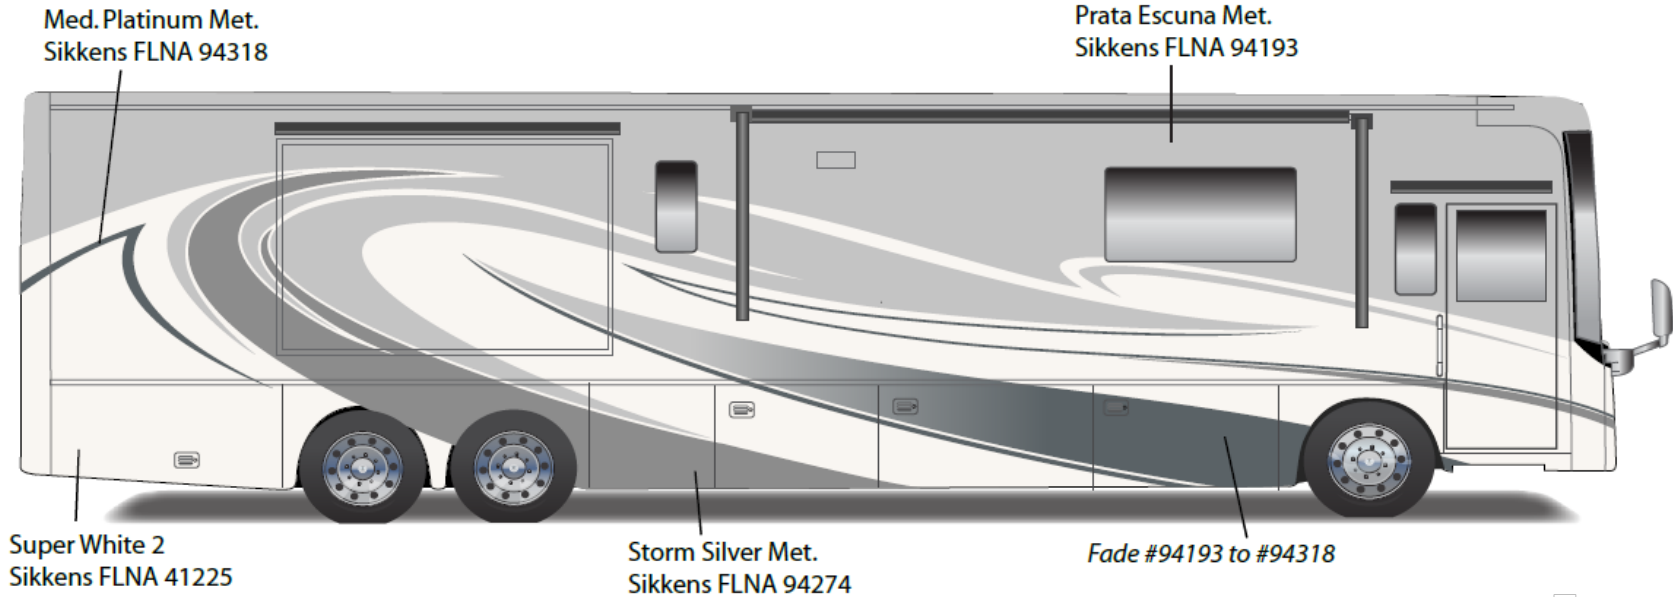 Med. Platinum Met.
Sikkens FLNA 94318
Prata Escuna Met.
Sikkens FLNA 94193
Super White 2
Sikkens FLNA 41225
Storm Silver Met.
Sikkens FLNA 94274
Fade #94193 to #94318